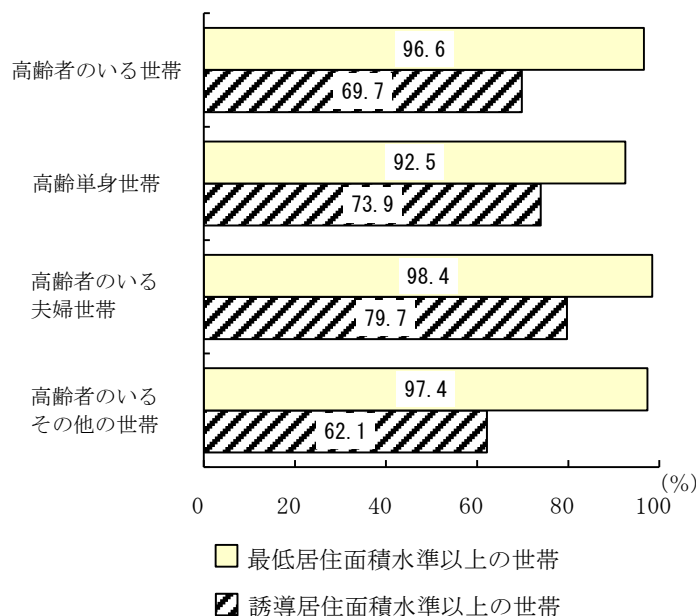 高齢者のいる世帯
96.6
69.7
高齢単身世帯
92.5
73.9
高齢者のいる
夫婦世帯
98.4
79.7
高齢者のいる
その他の世帯
97.4
62.1
0 20 40 60 80 100
(%)
最低居住面積水準以上の世帯
誘導居住面積水準以上の世帯